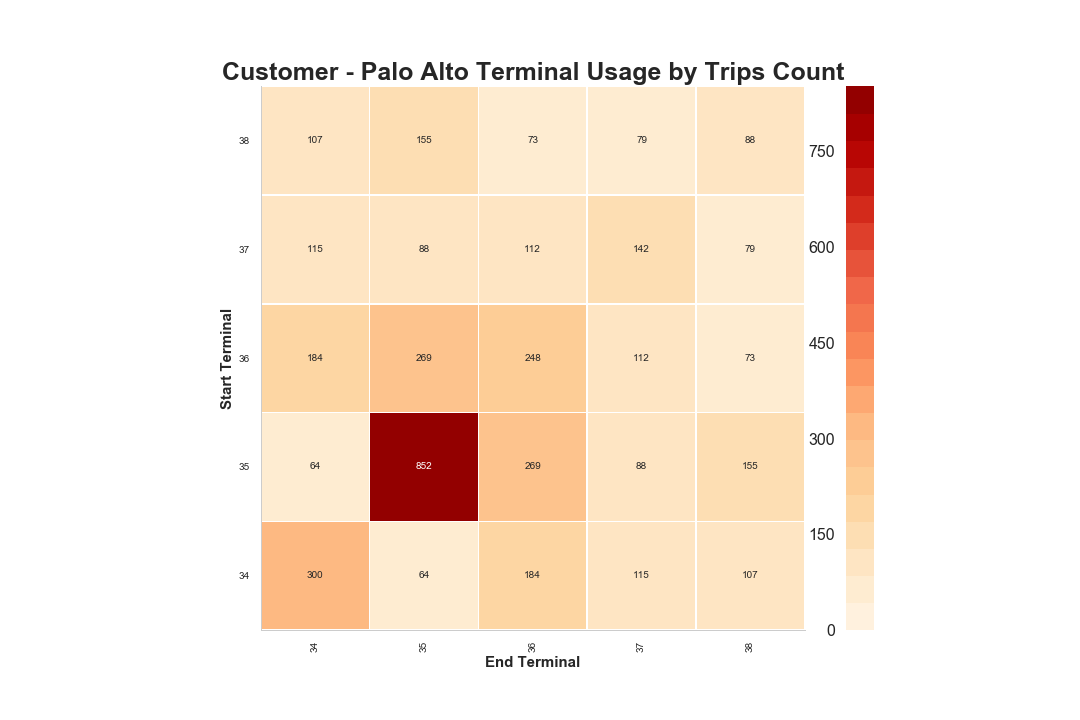 Customer - Palo Alto Terminal Usage by Trips Count
38 107 155 73 79 88
37 115 88 112 142 79
36 184 269 248 112 73
35 64 852 269 88 155
34 300 64 184 115 107
34 35 36 37 38
Start Terminal
End Terminal
750
600
450
300
150
0